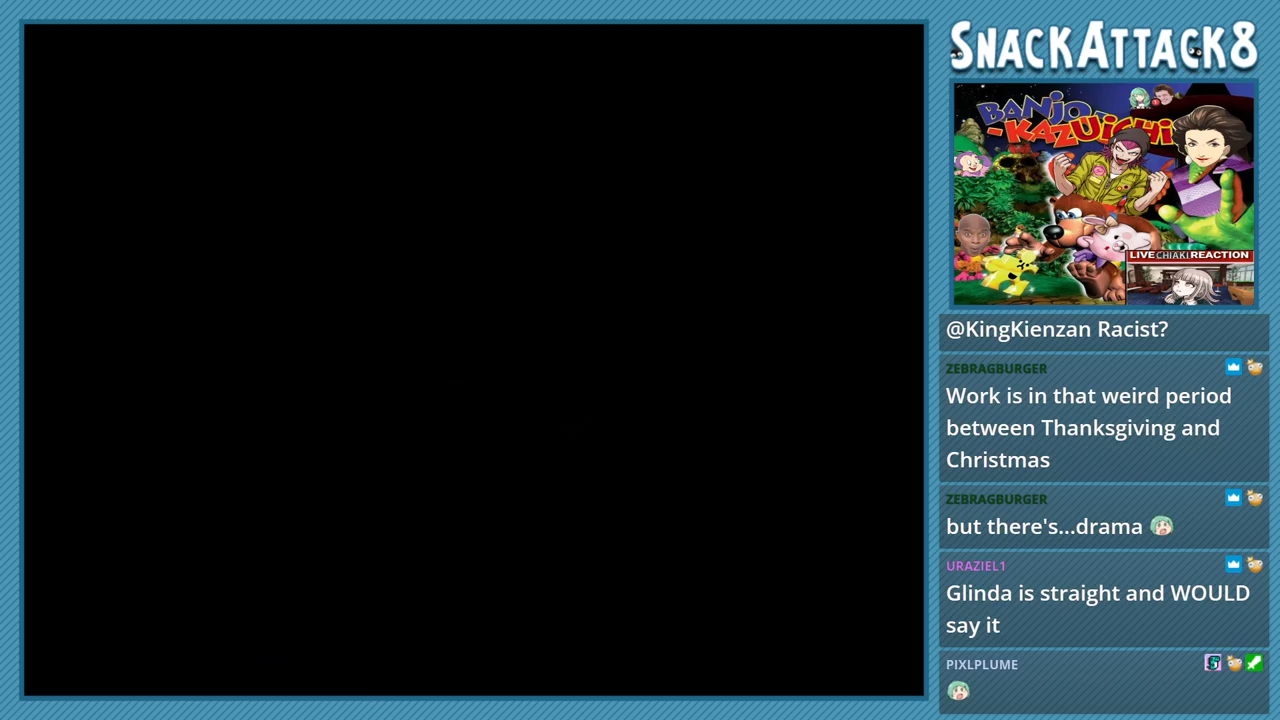 SNACKATTACK8
BANJO
-KAZUICHI
LIVE CHIAKI REACTION
@KingKienzan Racist?
ZEBRAGBURGER
Work is in that weird period
between Thanksgiving and
Christmas
ZEBRAGBURGER
but there's...drama
URAZIEL1
Glinda is straight and WOULD
say it
PIXLPLUME